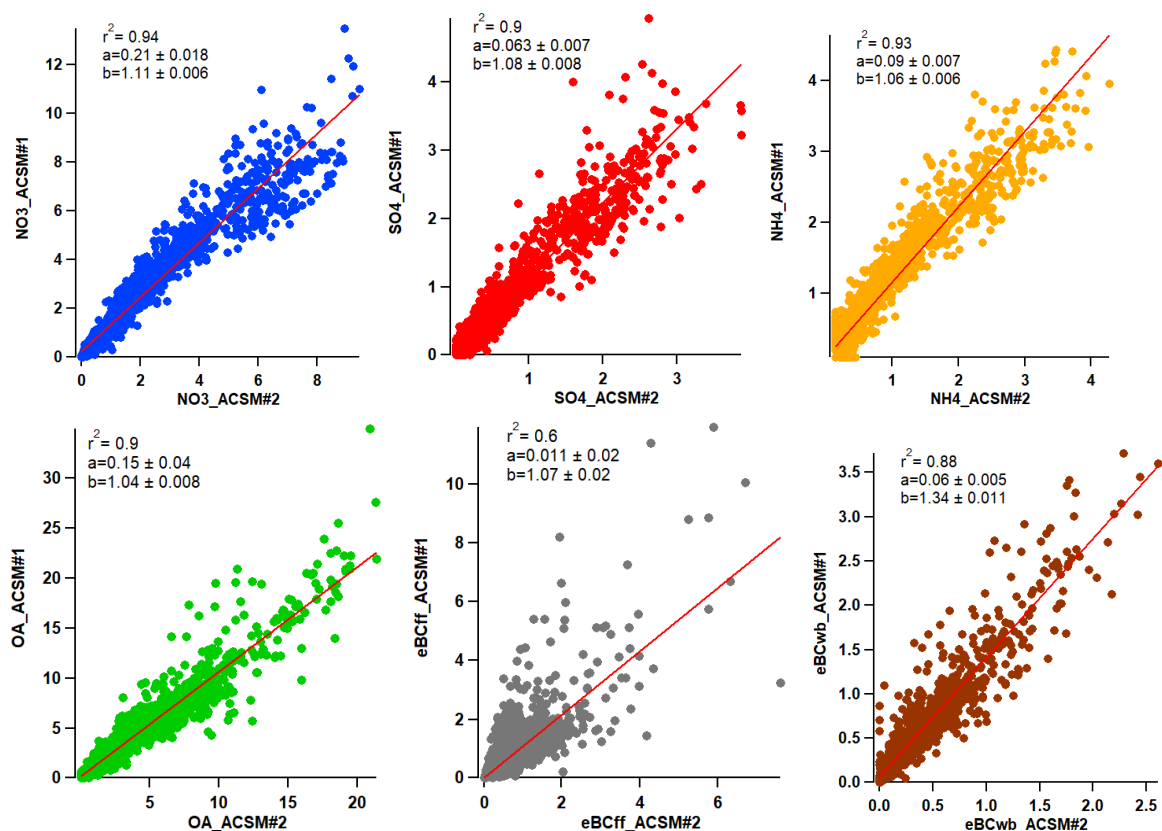 r2= 0.94
a=0.21 ± 0.018
b=1.11 ± 0.006
12
10
8
6
4
2
0
NO3_ACSM#1
0
2
4
6
8
NO3_ACSM#2
r2= 0.9
a=0.063 ± 0.007
b=1.08 ± 0.008
4
3
2
1
0
SO4_ACSM#1
1
2
3
SO4_ACSM#2
r2= 0.93
a=0.09 ± 0.007
b=1.06 ± 0.006
4
3
2
1
NH4_ACSM#1
1
2
3
4
NH4_ACSM#2
r2= 0.9
a=0.15 ± 0.04
b=1.04 ± 0.008
30
25
20
15
10
5
0
OA_ACSM#1
5
10
15
20
OA_ACSM#2
r2= 0.6
a=0.011 ± 0.02
b=1.07 ± 0.02
10
8
6
4
2
0
eBCff_ACSM#1
0
2
4
6
eBCff_ACSM#2
r2= 0.88
a=0.06 ± 0.005
b=1.34 ± 0.011
3.5
3.0
2.5
2.0
1.5
1.0
0.5
0.0
eBCwb_ACSM#1
0.0
0.5
1.0
1.5
2.0
2.5
eBCwb_ACSM#2